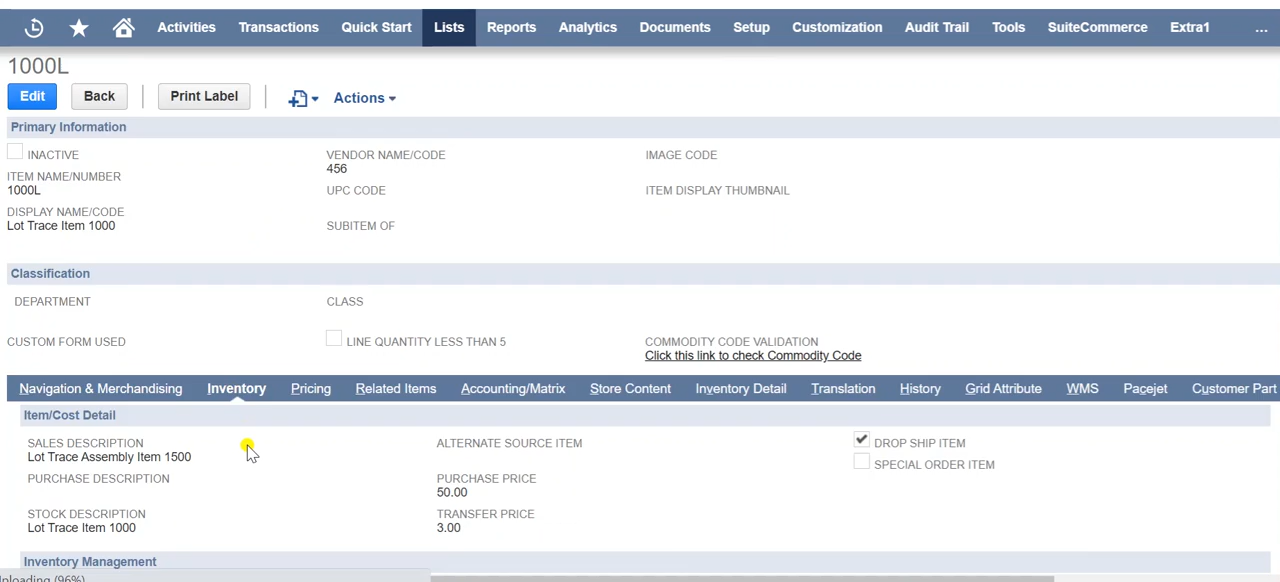 Activities Transactions Quick Start Lists Reports Analytics Documents Setup Customization Audit Trail Tools SuiteCommerce Extra1 ...
1000L
Edit Back Print Label Actions
Primary Information
INACTIVE
VENDOR NAME/CODE
456
IMAGE CODE
ITEM NAME/NUMBER
1000L
UPC CODE
ITEM DISPLAY THUMBNAIL
DISPLAY NAME/CODE
Lot Trace Item 1000
SUBITEM OF
Classification
DEPARTMENT
CLASS
CUSTOM FORM USED
LINE QUANTITY LESS THAN 5
COMMODITY CODE VALIDATION
Click this link to check Commodity Code
Navigation & Merchandising Inventory Pricing Related Items Accounting/Matrix Store Content Inventory Detail Translation History Grid Attribute WMS Pacejet Customer Part
Item/Cost Detail
SALES DESCRIPTION
Lot Trace Assembly Item 1500
ALTERNATE SOURCE ITEM
DROP SHIP ITEM
SPECIAL ORDER ITEM
PURCHASE DESCRIPTION
PURCHASE PRICE
50.00
STOCK DESCRIPTION
Lot Trace Item 1000
TRANSFER PRICE
3.00
Inventory Management
ploading (96%)